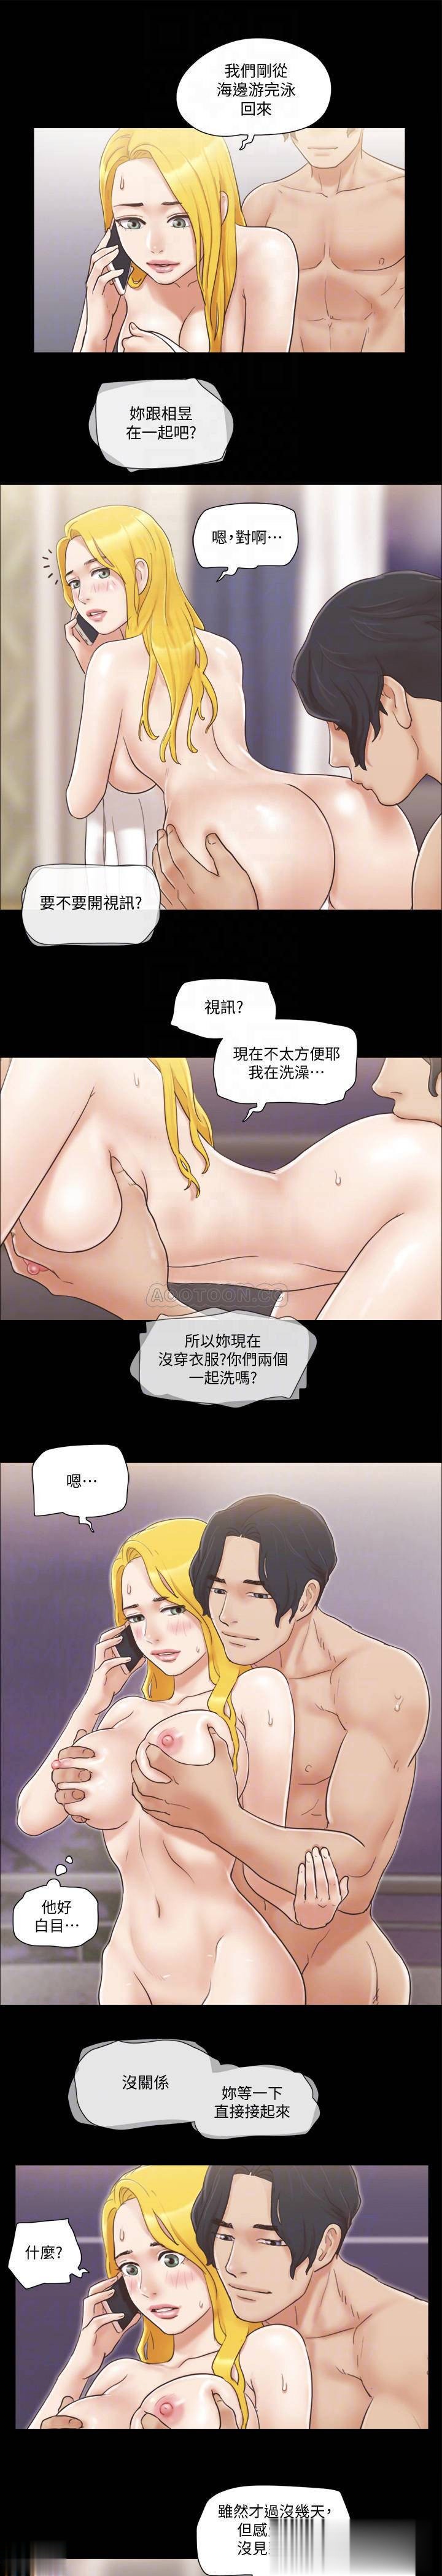 我們剛從
海邊游完泳
回來
妳跟相昱
在一起吧?
嗯,對啊⋯
要不要開視訊?
視訊?
現在不太方便耶
我在洗澡⋯
所以妳現在
沒穿衣服?你們兩個
一起洗嗎?
嗯⋯
他好
白目⋯
沒關係
妳等一下
直接接起來
什麼?
雖然才過沒幾天,
但感
沒見